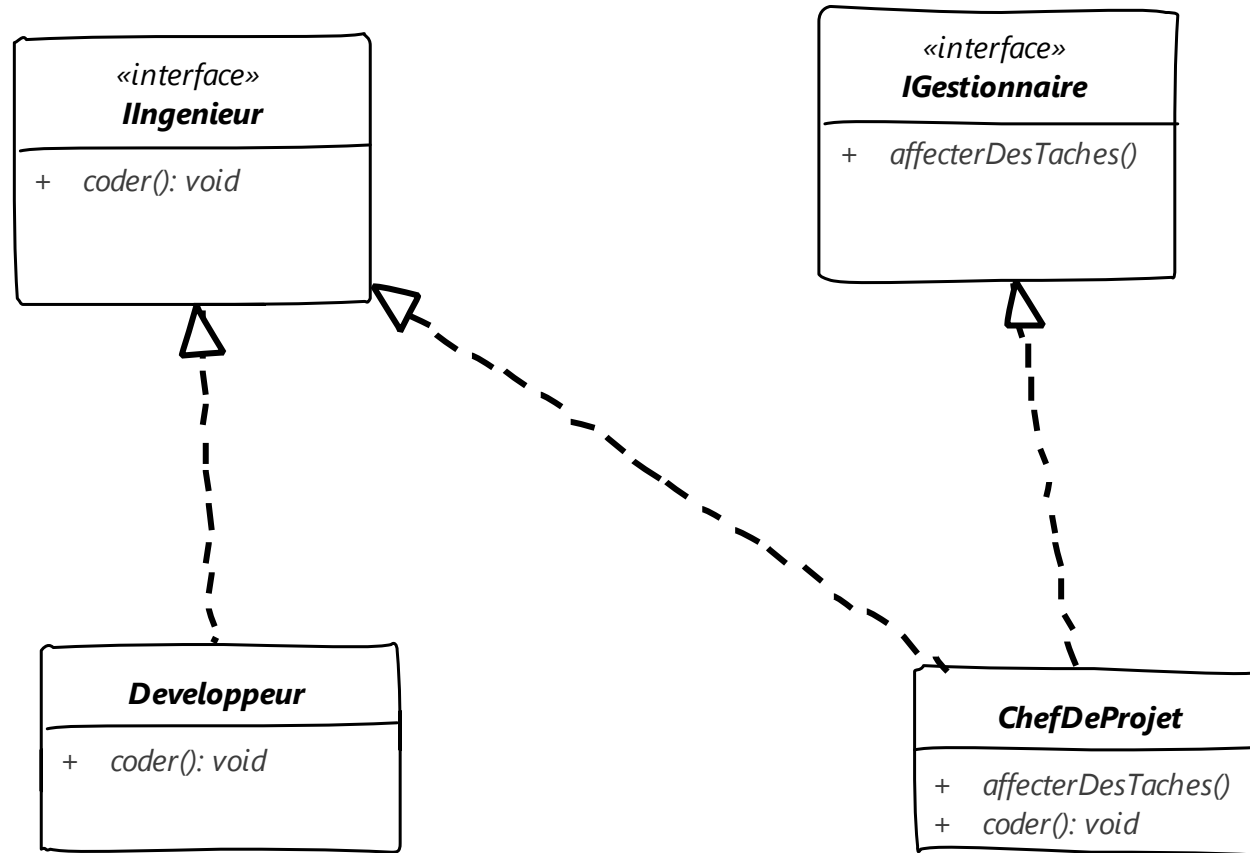 «interface»
IIngenieur
+ coder(): void
«interface»
IGestionnaire
+ affecterDesTaches()
Developpeur
+ coder(): void
ChefDeProjet
+ affecterDesTaches()
+ coder(): void